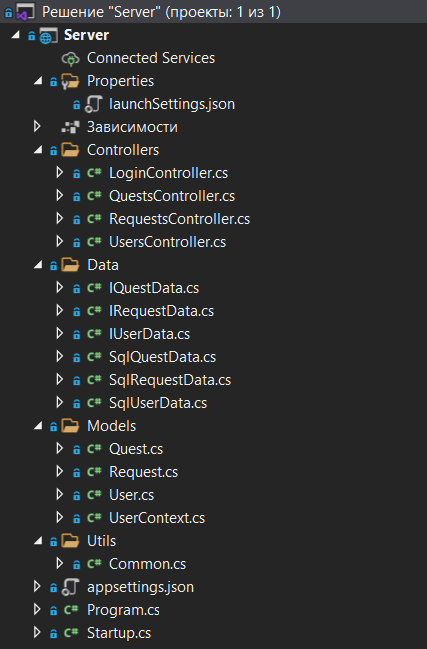 Решение "Server" (проекты: 1 из 1)
Server
Connected Services
Properties
launchSettings.json
Зависимости
Controllers
C# LoginController.cs
C# QuestsController.cs
C# RequestsController.cs
C# UsersController.cs
Data
C# IQuestData.cs
C# IRequestData.cs
C# IUserData.cs
C# SqlQuestData.cs
C# SqlRequestData.cs
C# SqlUserData.cs
Models
C# Quest.cs
C# Request.cs
C# User.cs
C# UserContext.cs
Utils
C# Common.cs
appsettings.json
C# Program.cs
C# Startup.cs